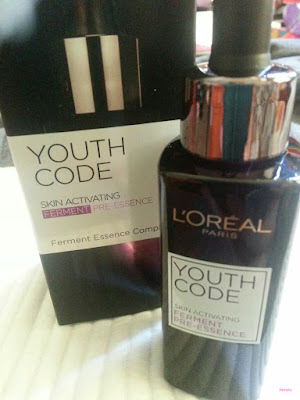 YOUTH
CODE
SKIN ACTIVATING
FERMENT PRE-ESSENCE
Ferment Essence Comp
L'ORÉAL
PARIS
YOUTH
CODE
SKIN ACTIVATING
FERMENT
PRE-ESSENCE